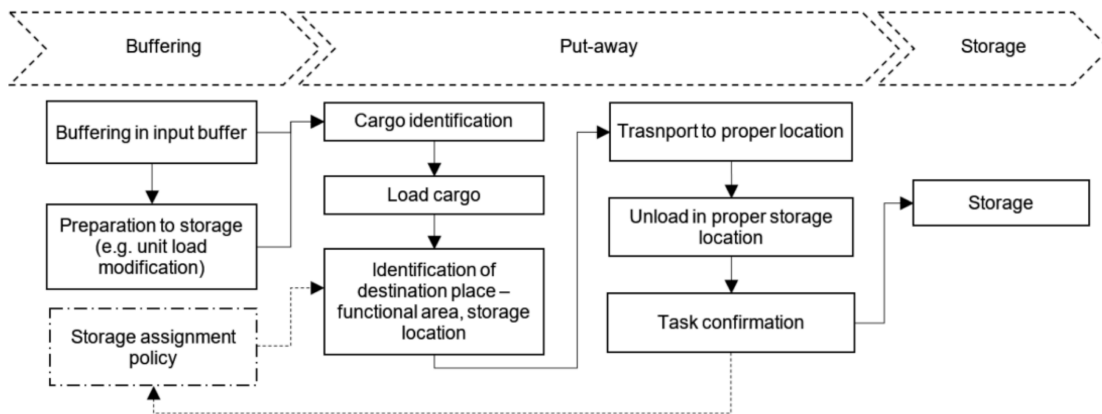 Buffering
Put-away
Storage
Buffering in input buffer
Preparation to storage
(e.g. unit load
modification)
Storage assignment
policy
Cargo identification
Load cargo
Identification of
destination place –
functional area, storage
location
Trasnport to proper location
Unload in proper storage
location
Task confirmation
Storage